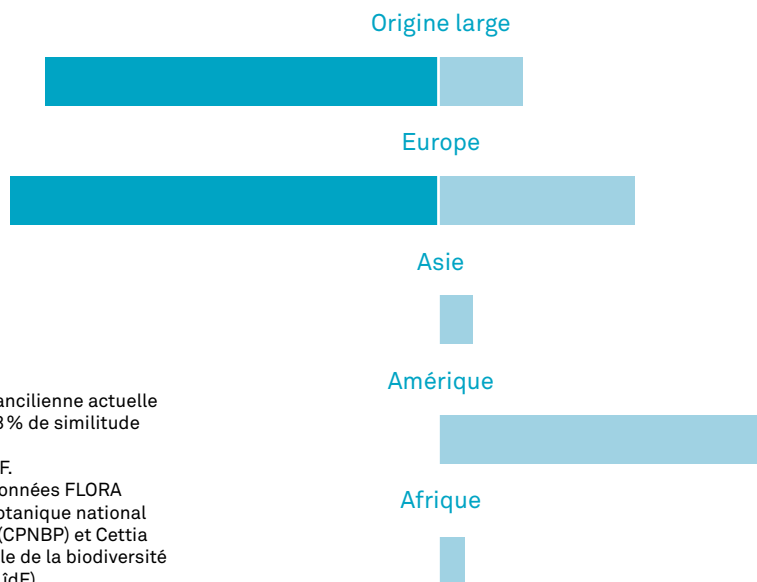 Origine large
Europe
Asie
Amérique
Afrique
ancilienne actuelle
% de similitude
F.
onnées FLORA
otanique national
(CPNBP) et Cettia
le de la biodiversité
îdF)